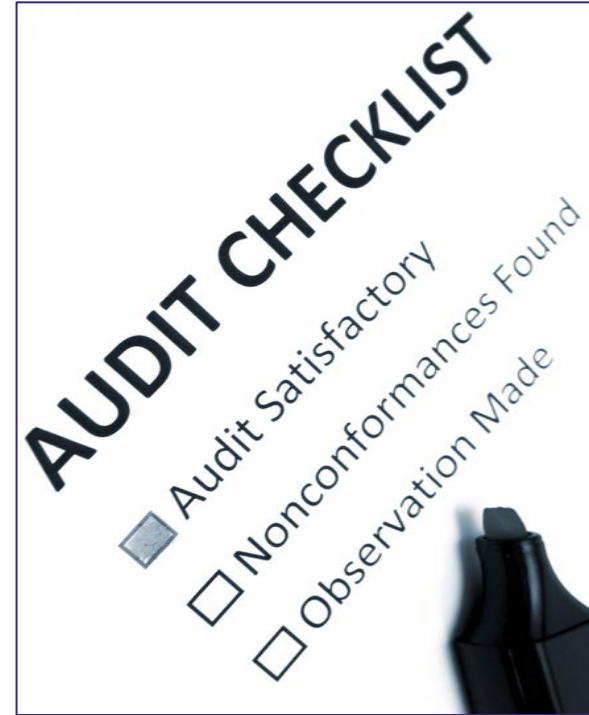 AUDIT CHECKLIST
Audit Satisfactory
Nonconformances Found
Observation Made